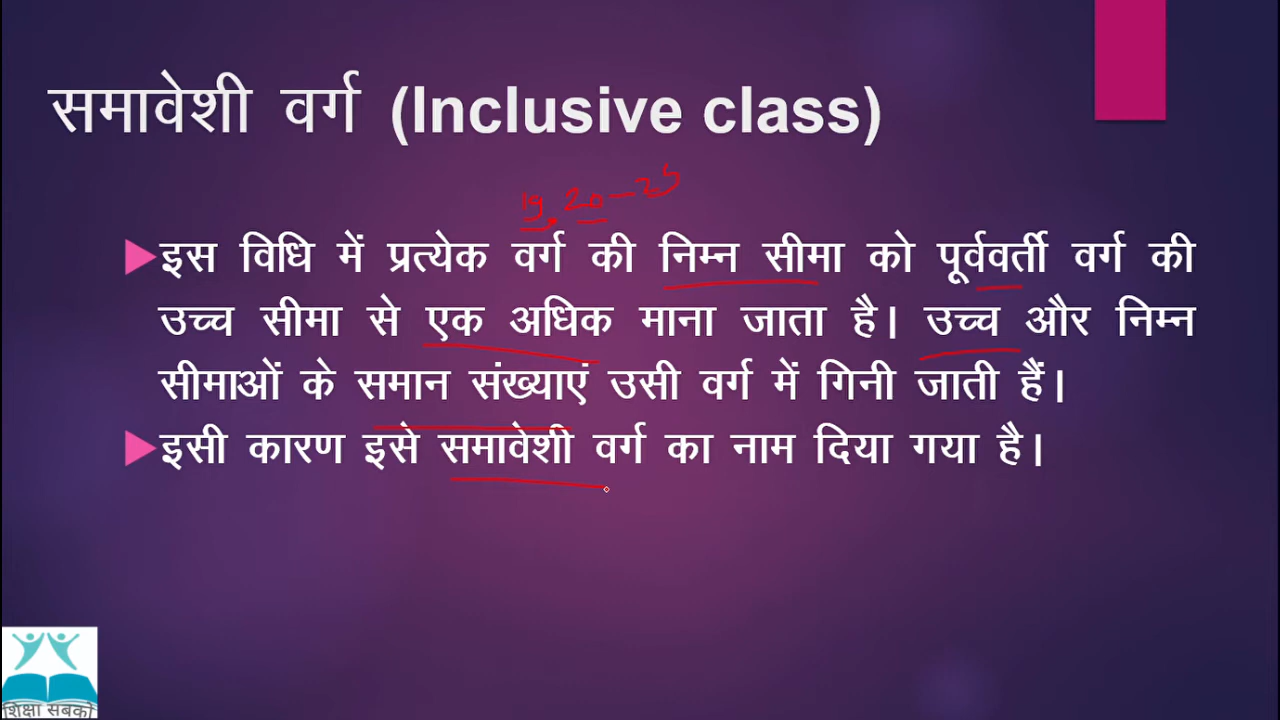 समावेशी वर्ग (Inclusive class)
19, 20-25
इस विधि में प्रत्येक वर्ग की निम्न सीमा को पूर्ववर्ती वर्ग की
उच्च सीमा से एक अधिक माना जाता है। उच्च और निम्न
सीमाओं के समान संख्याएं उसी वर्ग में गिनी जाती हैं।
इसी कारण इसे समावेशी वर्ग का नाम दिया गया है।
शिक्षा सबको